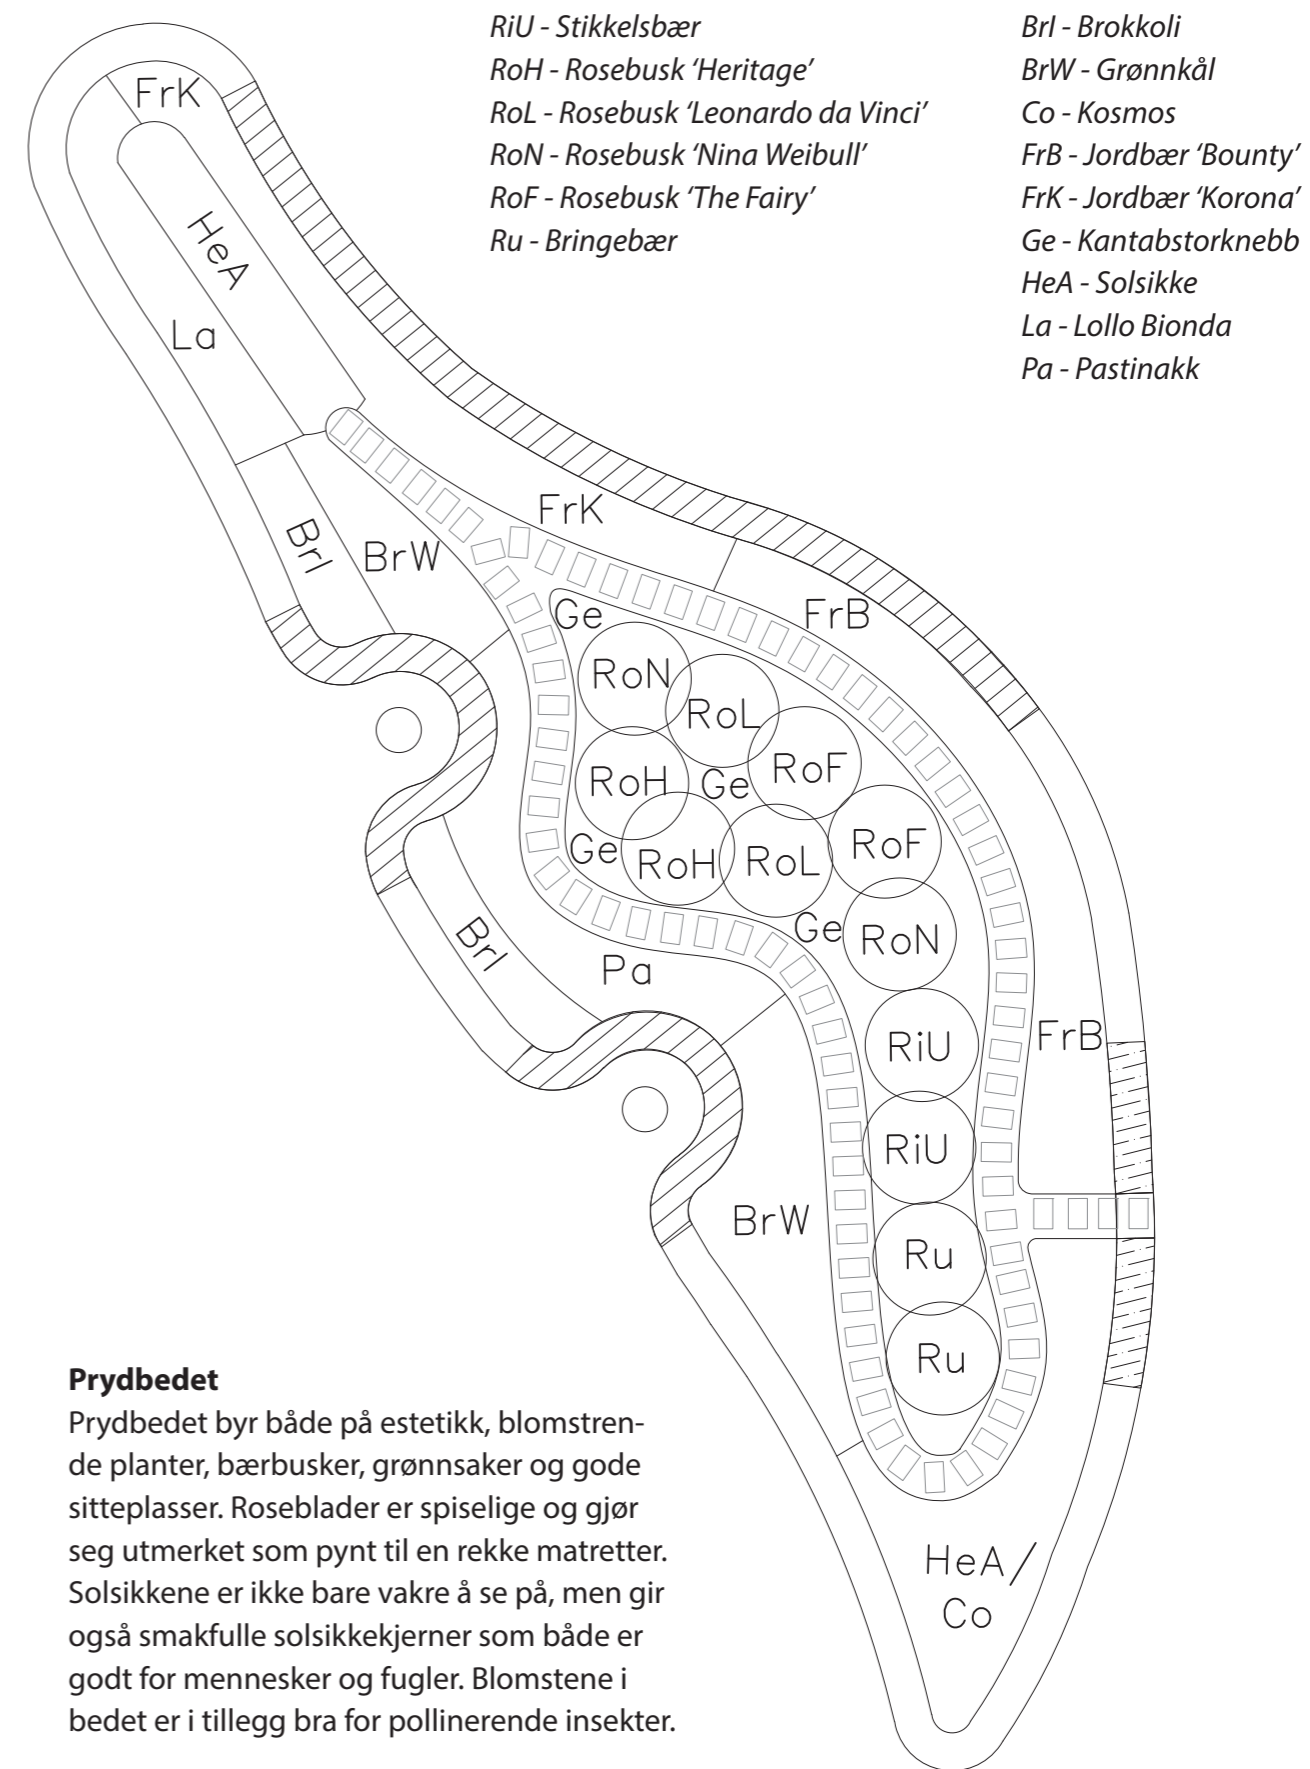 RiU - Stikkelsbær
RoH - Rosebusk ‘Heritage’
RoL - Rosebusk ‘Leonardo da Vinci’
RoN - Rosebusk ‘Nina Weibull’
RoF - Rosebusk ‘The Fairy’
Ru - Bringebær
BrI - Brokkoli
BrW - Grønnkål
Co - Kosmos
FrB - Jordbær ‘Bounty’
FrK - Jordbær ‘Korona’
Ge - Kantabstorknebb
HeA - Solsikke
La - Lollo Bionda
Pa - Pastinakk
FrK
HeA
La
FrK
BrI
BrW
Ge
FrB
RoN
RoL
RoH
Ge
RoF
Ge
RoH
RoL
RoF
Ge
RoN
BrI
Pa
RiU
FrB
RiU
BrW
Ru
Ru
HeA/
Co
Prydbedet
Prydbedet byr både på estetikk, blomstren-
de planter, bærbusker, grønnsaker og gode
sitteplasser. Roseblader er spiselige og gjør
seg utmerket som pynt til en rekke matretter.
Solsikkene er ikke bare vakre å se på, men gir
også smakfulle solsikkekjerner som både er
godt for mennesker og fugler. Blomstene i
bedet er i tillegg bra for pollinerende insekter.